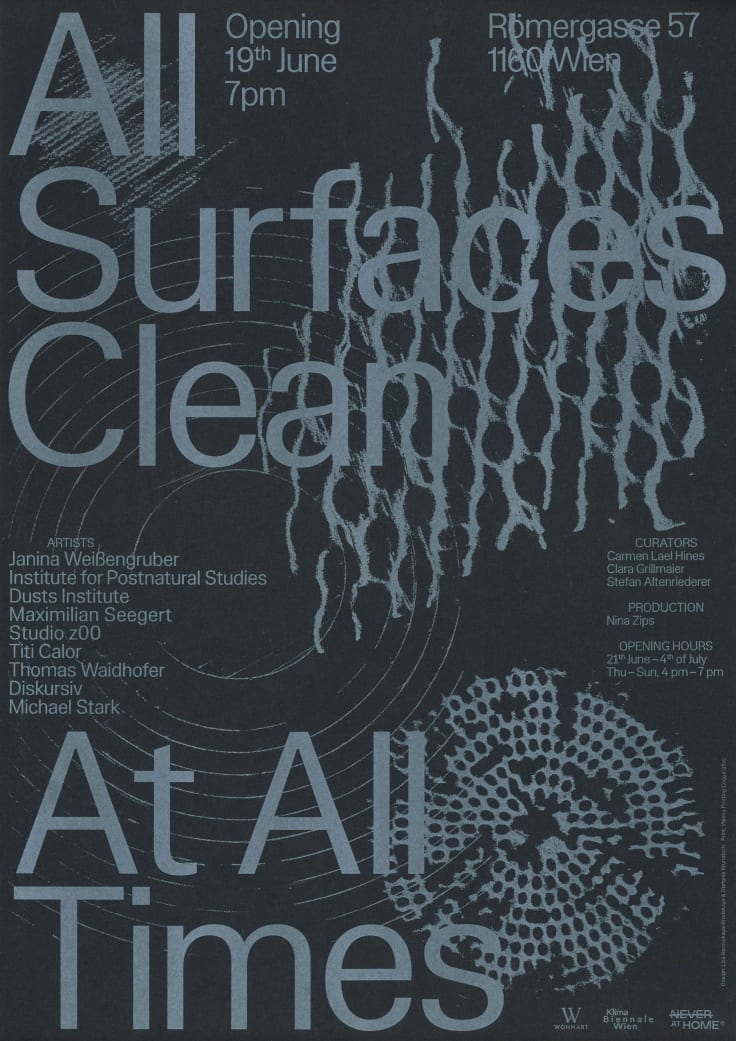 All
Opening
19th June
7pm
Römergasse 57
1160 Wien
Surfaces
Clean
ARTISTS
Janina Weißengruber
Institute for Postnatural Studies
Dusts Institute
Maximilian Seegert
Studio z00
Titi Calor
Thomas Waidhofer
Diskursiv
Michael Stark
CURATORS
Carmen Lael Hines
Clara Grillmaier
Stefan Altenriederer
PRODUCTION
Nina Zips
OPENING HOURS
21th June – 4th of July
Thu – Sun, 4 pm – 7 pm
At All
Times
W
WOHNART
Klima
Biennale
Wien
NEVER
AT HOME®